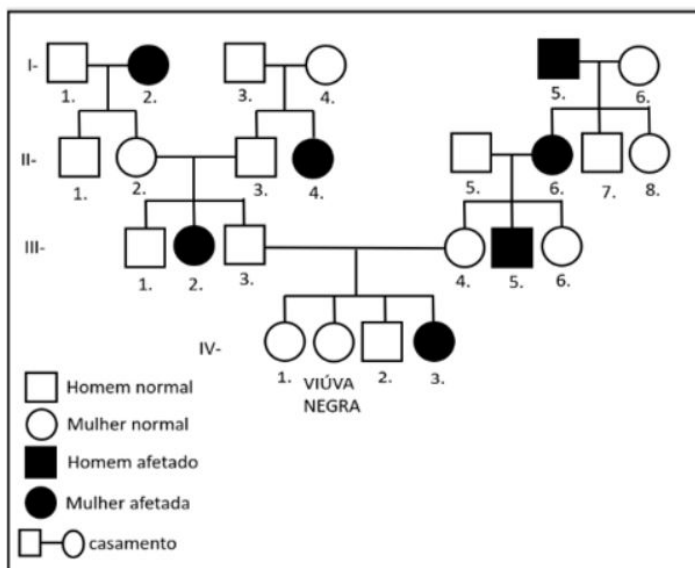 I-
1. 2. 3. 4. 5. 6.
II-
1. 2. 3. 4. 5. 6. 7. 8.
III-
1. 2. 3. 4. 5. 6.
IV-
1. VIÚVA 2. 3.
NEGRA
Homem normal
Mulher normal
Homem afetado
Mulher afetada
casamento